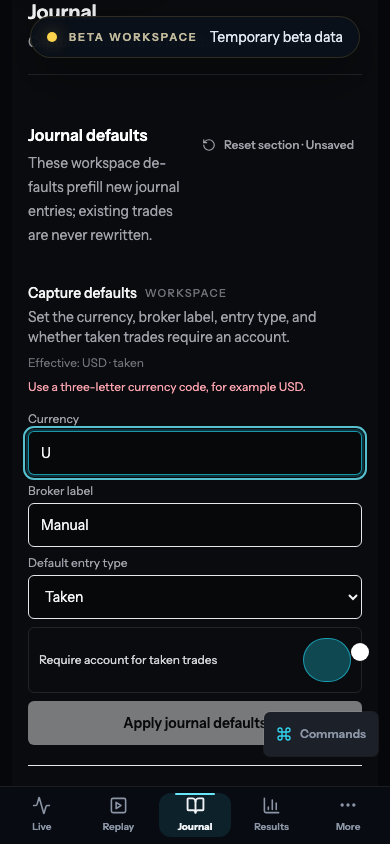 Journal
BETA WORKSPACE Temporary beta data
Journal defaults
Reset section · Unsaved
These workspace de-
faults prefill new journal
entries; existing trades
are never rewritten.
Capture defaults WORKSPACE
Set the currency, broker label, entry type, and
whether taken trades require an account.
Effective: USD · taken
Use a three-letter currency code, for example USD.
Currency
U
Broker label
Manual
Default entry type
Taken
Require account for taken trades
Apply journal defaults
Commands
Live Replay Journal Results More